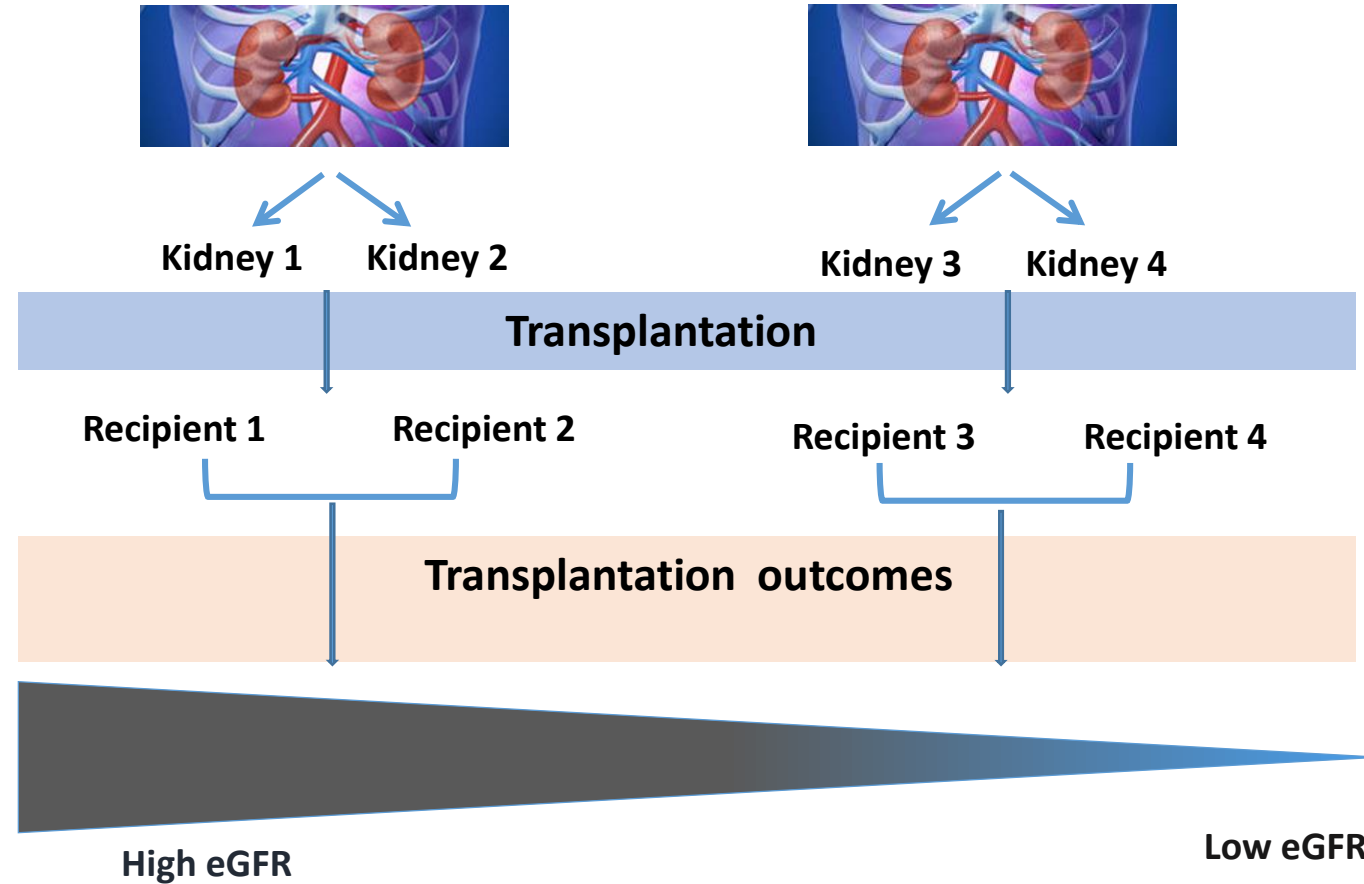 Kidney 1
Kidney 2
Kidney 3
Kidney 4
Transplantation
Recipient 1
Recipient 2
Recipient 3
Recipient 4
Transplantation outcomes
High eGFR
Low eGFR